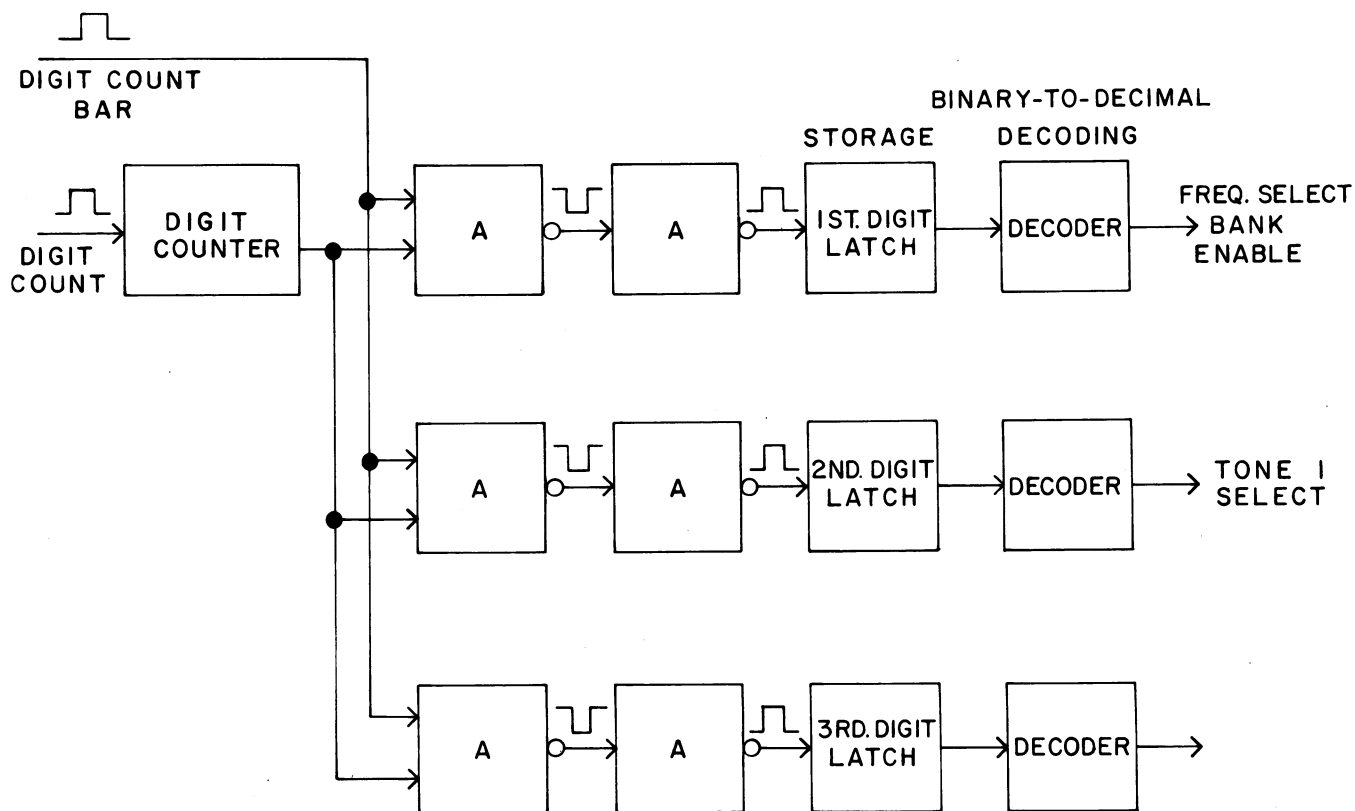 DIGIT COUNT
BAR
BINARY-TO-DECIMAL
STORAGE
DECODING
DIGIT
COUNTER
DIGIT
COUNT
A
A
1ST. DIGIT
LATCH
DECODER
FREQ. SELECT
BANK
ENABLE
A
A
2ND. DIGIT
LATCH
DECODER
TONE 1
SELECT
A
A
3RD. DIGIT
LATCH
DECODER